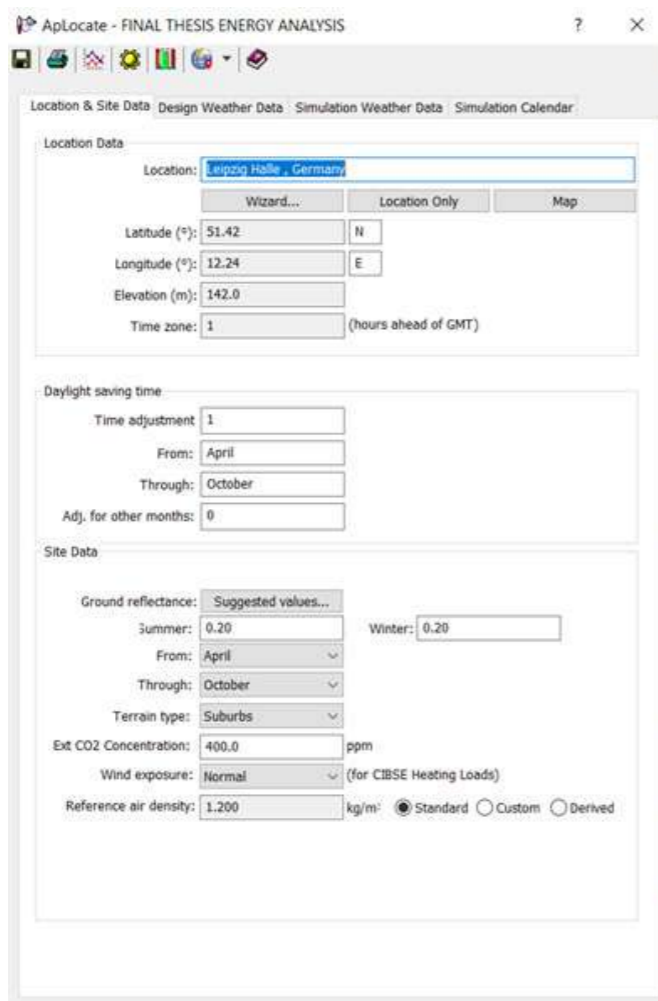 ApLocate - FINAL THESIS ENERGY ANALYSIS ? ×
Location & Site Data Design Weather Data Simulation Weather Data Simulation Calendar
Location Data
Location: Leipzig Halle , Germany
Wizard... Location Only Map
Latitude (°): 51.42 N
Longitude (°): 12.24 E
Elevation (m): 142.0
Time zone: 1 (hours ahead of GMT)
Daylight saving time
Time adjustment 1
From: April
Through: October
Adj. for other months: 0
Site Data
Ground reflectance: Suggested values...
Summer: 0.20 Winter: 0.20
From: April
Through: October
Terrain type: Suburbs
Ext CO2 Concentration: 400.0 ppm
Wind exposure: Normal (for CIBSE Heating Loads)
Reference air density: 1.200 kg/m³ Standard Custom Derived